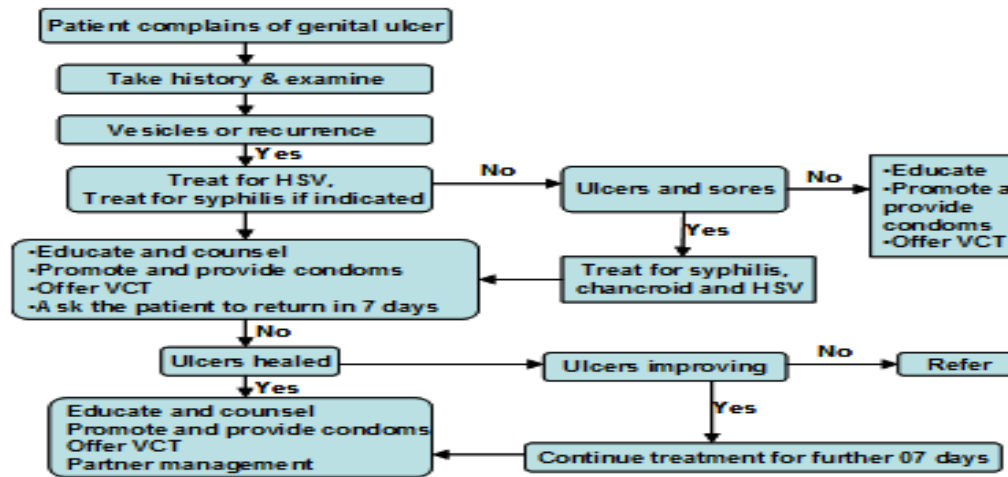 Patient complains of genital ulcer
Take history & examine
Vesicles or recurrence
Yes
Treat for HSV,
Treat for syphilis if indicated
No
Ulcers and sores
No
•Educate
•Promote a
provide
condoms
•Offer VCT
Yes
Treat for syphilis,
chancroid and HSV
•Educate and counsel
•Promote and provide condoms
•Offer VCT
•Ask the patient to return in 7 days
No
Ulcers healed
Ulcers improving
No
Refer
Yes
Yes
Educate and counsel
Promote and provide condoms
Offer VCT
Partner management
Continue treatment for further 07 days